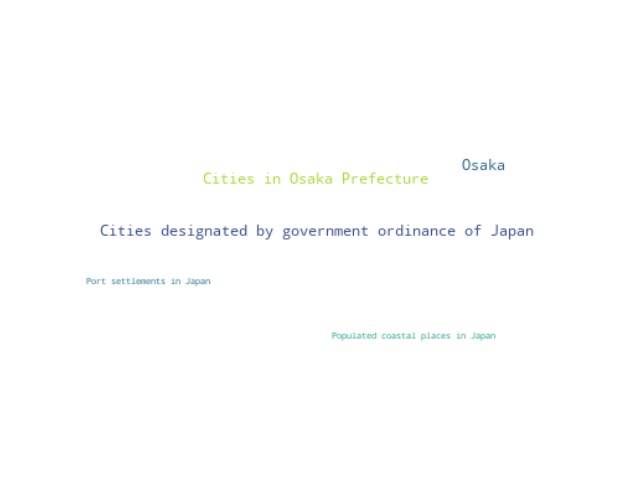 Osaka
Cities in Osaka Prefecture
Cities designated by government ordinance of Japan
Port settlements in Japan
Populated coastal places in Japan